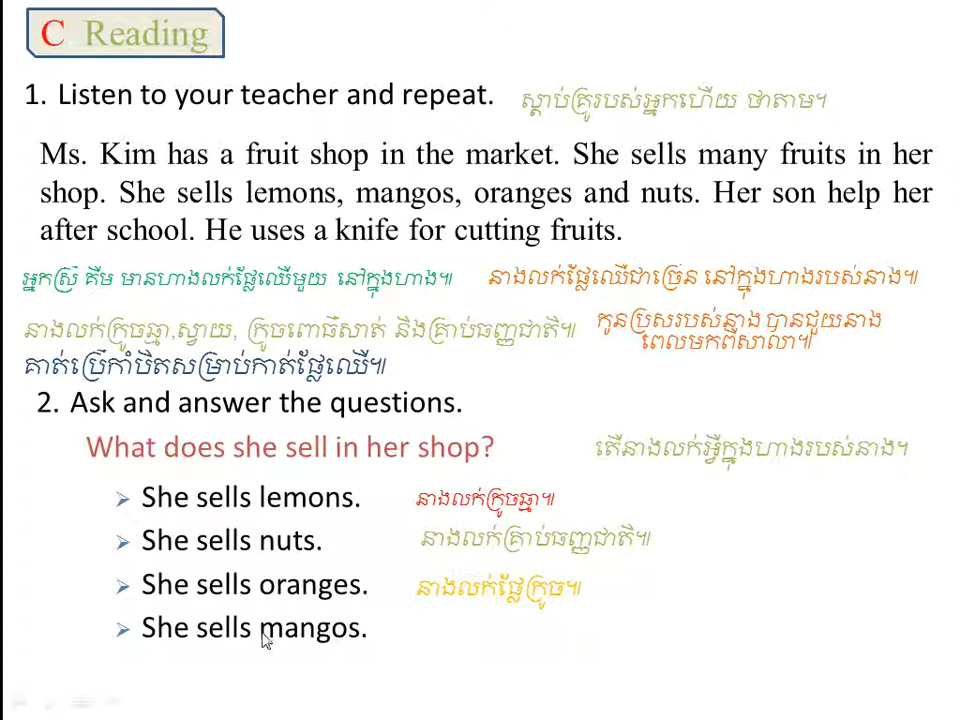 C Reading
1. Listen to your teacher and repeat. ស្តាប់គ្រូរបស់អ្នកហើយ ថាតាម។
Ms. Kim has a fruit shop in the market. She sells many fruits in her
shop. She sells lemons, mangos, oranges and nuts. Her son help her
after school. He uses a knife for cutting fruits.
អ្នកស្រី គីម មានហាងលក់ផ្លែឈើមួយ នៅក្នុងហាង៕ នាងលក់ផ្លែឈើជាច្រើន នៅក្នុងហាងរបស់នាង៕
នាងលក់ក្រូចឆ្មា,ស្វាយ, ក្រូចពោធិ៍សាត់ និងគ្រាប់ធញ្ញជាតិ៕ កូនប្រុសរបស់នាង បានជួយនាង
ពេលមកពីសាលា៕
គាត់ប្រើកាំបិតសម្រាប់កាត់ផ្លែឈើ៕
2. Ask and answer the questions.
What does she sell in her shop? តើនាងលក់អ្វីក្នុងហាងរបស់នាង។
She sells lemons. នាងលក់ក្រូចឆ្មា៕
She sells nuts. នាងលក់គ្រាប់ធញ្ញជាតិ៕
She sells oranges. នាងលក់ផ្លែក្រូច៕
She sells mangos.